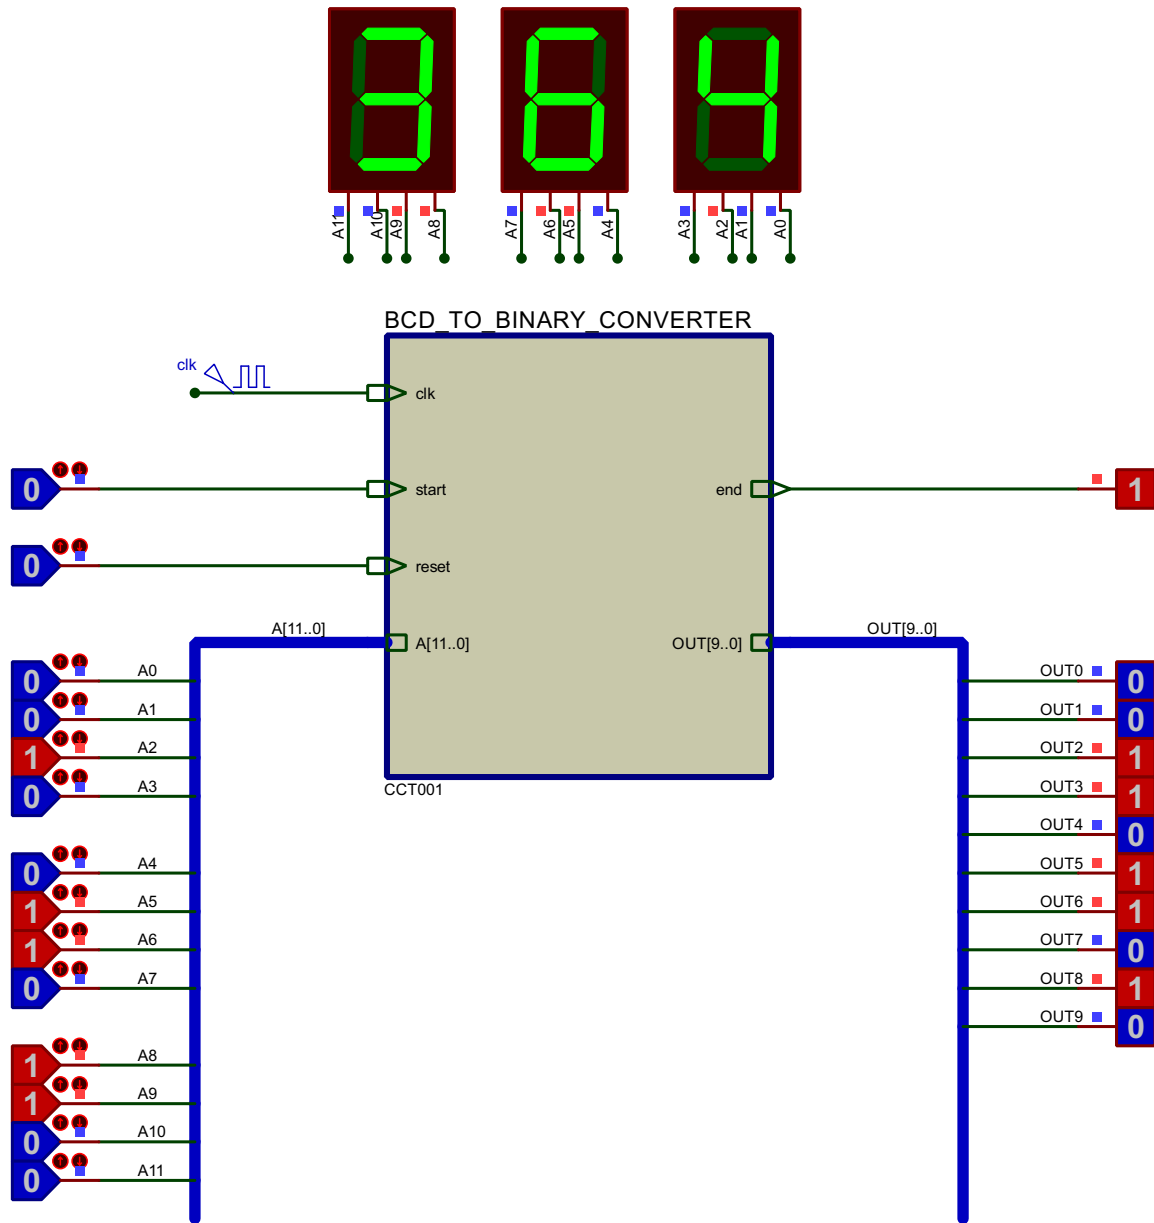 3 6 4
A11 A10 A9 A8 A7 A6 A5 A4 A3 A2 A1 A0
BCD_TO_BINARY_CONVERTER
clk
clk
0
start
end
1
0
reset
A[11..0]
OUT[9..0]
A[11..0]
OUT[9..0]
0 A0
OUT0 0
0 A1
OUT1 0
1 A2
OUT2 1
0 A3
OUT3 1
CCT001
OUT4 0
0 A4
OUT5 1
1 A5
OUT6 1
1 A6
OUT7 0
0 A7
OUT8 1
OUT9 0
1 A8
1 A9
0 A10
0 A11